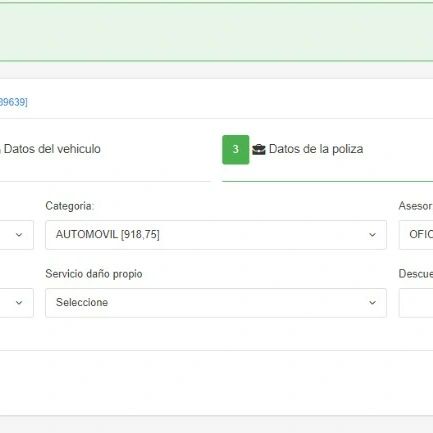 39639]
Datos del vehiculo
3 Datos de la poliza
Categoria: Asesor
AUTOMOVIL [918,75] OFIC
Servicio daño propio Descue
Seleccione